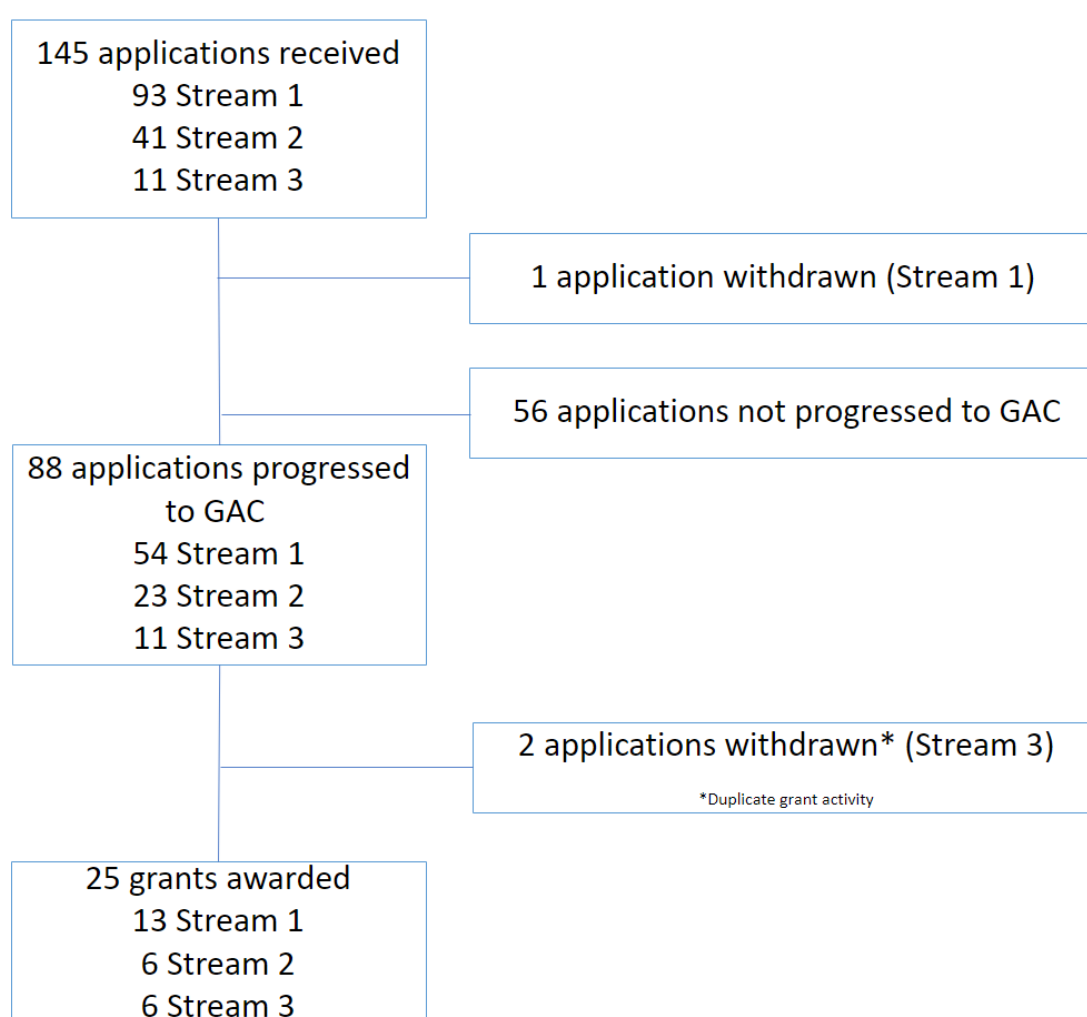 145 applications received
93 Stream 1
41 Stream 2
11 Stream 3
1 application withdrawn (Stream 1)
56 applications not progressed to GAC
88 applications progressed
to GAC
54 Stream 1
23 Stream 2
11 Stream 3
2 applications withdrawn* (Stream 3)
*Duplicate grant activity
25 grants awarded
13 Stream 1
6 Stream 2
6 Stream 3